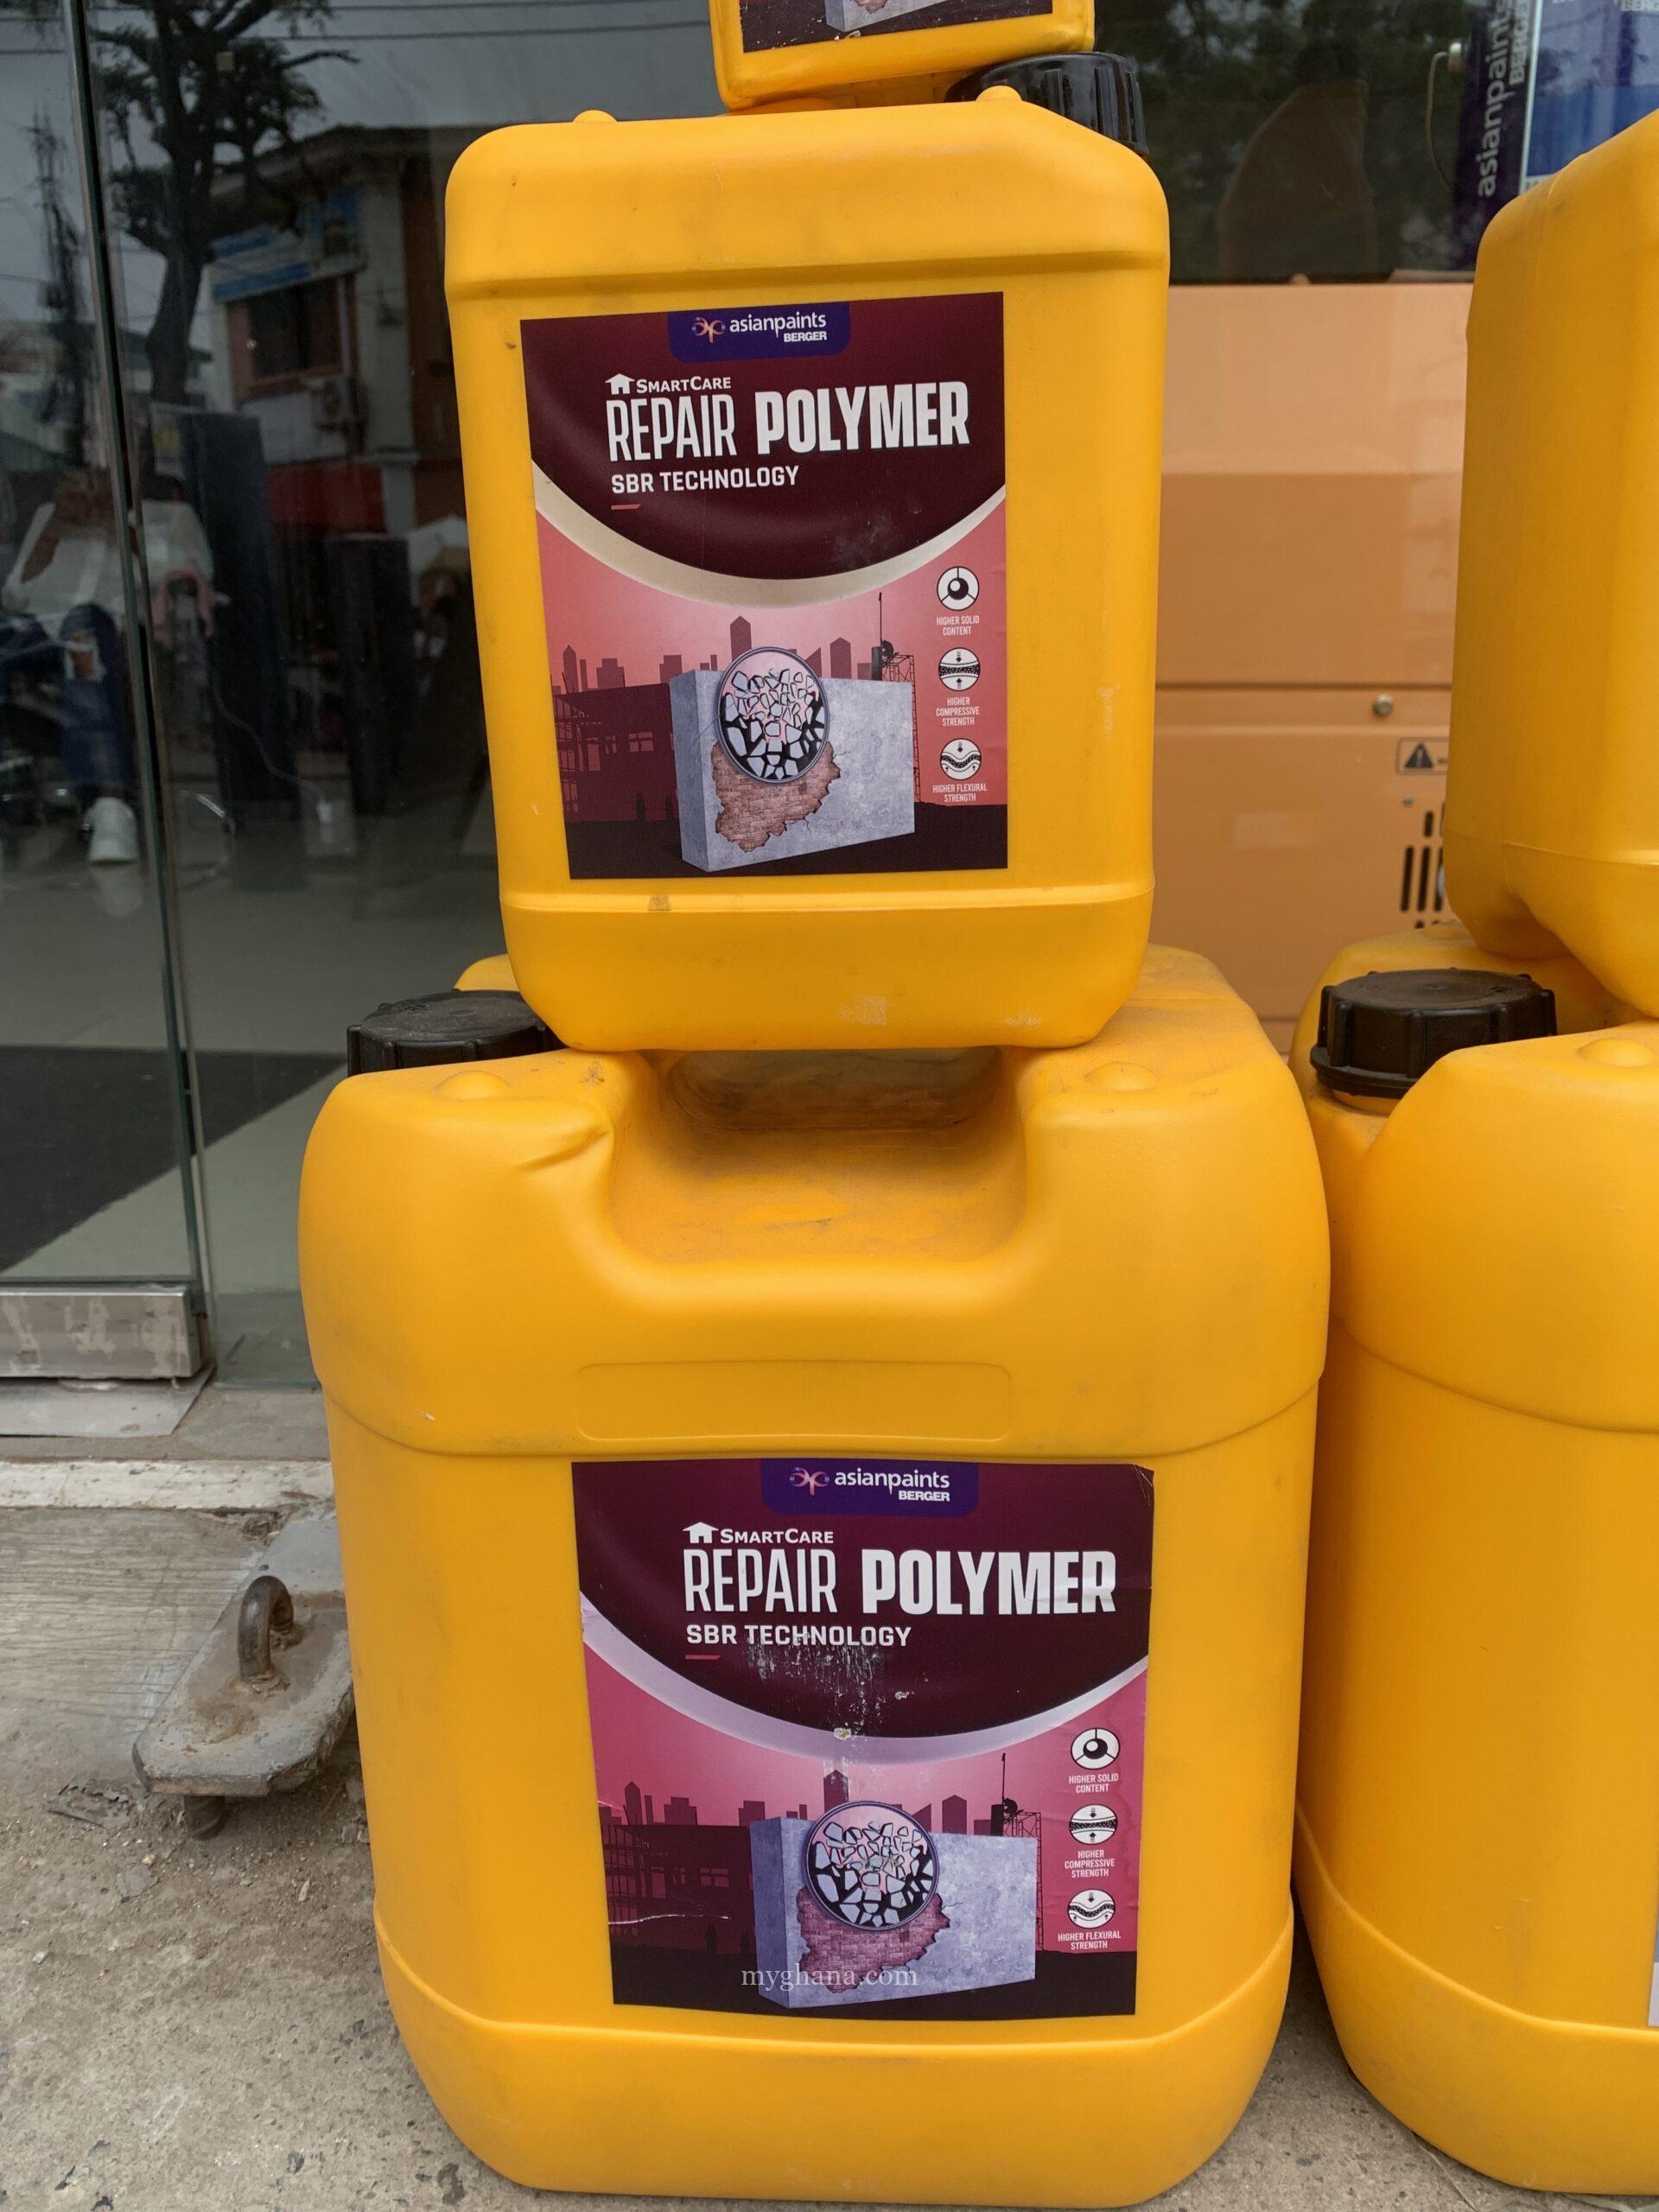 asianpaints
BERGER
asianpaints
BERGER
SMARTCARE
REPAIR POLYMER
SBR TECHNOLOGY
HIGHER SOLID
CONTENT
HIGHER
COMPRESSIVE
STRENGTH
HIGHER FLEXURAL
STRENGTH
asianpaints
BERGER
SMARTCARE
REPAIR POLYMER
SBR TECHNOLOGY
HIGHER SOLID
CONTENT
HIGHER
COMPRESSIVE
STRENGTH
HIGHER FLEXURAL
STRENGTH
myghana.com